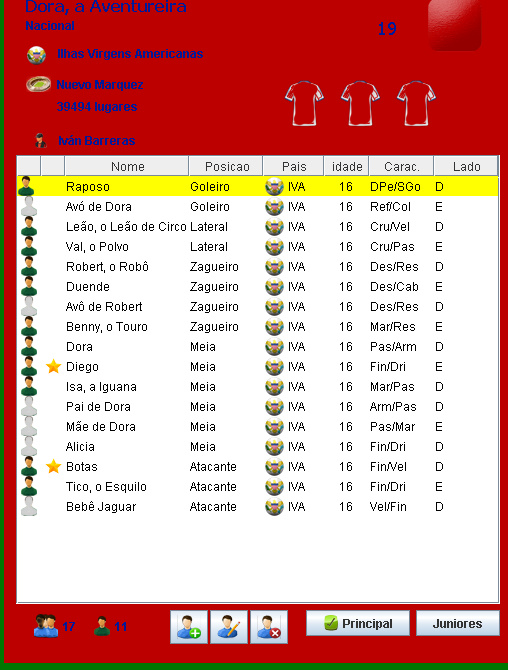 Dora, a Aventureira
Nacional
19
Ilhas Virgens Americanas
Nuevo Marquez
39494 lugares
Iván Barreras
Nome Posicao Pais idade Carac. Lado
Raposo Goleiro IVA 16 DPe/SGo D
Avó de Dora Goleiro IVA 16 Ref/Col E
Leão, o Leão de Circo Lateral IVA 16 Cru/Vel D
Val, o Polvo Lateral IVA 16 Cru/Pas E
Robert, o Robô Zagueiro IVA 16 Des/Res D
Duende Zagueiro IVA 16 Des/Cab E
Avô de Robert Zagueiro IVA 16 Des/Res D
Benny, o Touro Zagueiro IVA 16 Mar/Res E
Dora Meia IVA 16 Pas/Arm D
Diego Meia IVA 16 Fin/Dri E
Isa, a Iguana Meia IVA 16 Mar/Pas D
Pai de Dora Meia IVA 16 Arm/Pas D
Mãe de Dora Meia IVA 16 Pas/Mar E
Alicia Meia IVA 16 Fin/Dri D
Botas Atacante IVA 16 Fin/Vel D
Tico, o Esquilo Atacante IVA 16 Fin/Dri E
Bebê Jaguar Atacante IVA 16 Vel/Fin D
17 11 Principal Juniores